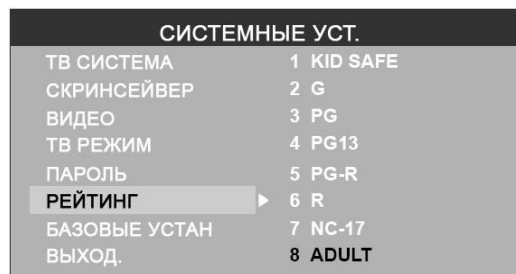 СИСТЕМНЫЕ УСТ.
ТВ СИСТЕМА 1 KID SAFE
СКРИНСЕЙВЕР 2 G
ВИДЕО 3 PG
ТВ РЕЖИМ 4 PG13
ПАРОЛЬ 5 PG-R
РЕЙТИНГ 6 R
БАЗОВЫЕ УСТАН 7 NC-17
ВЫХОД. 8 ADULT